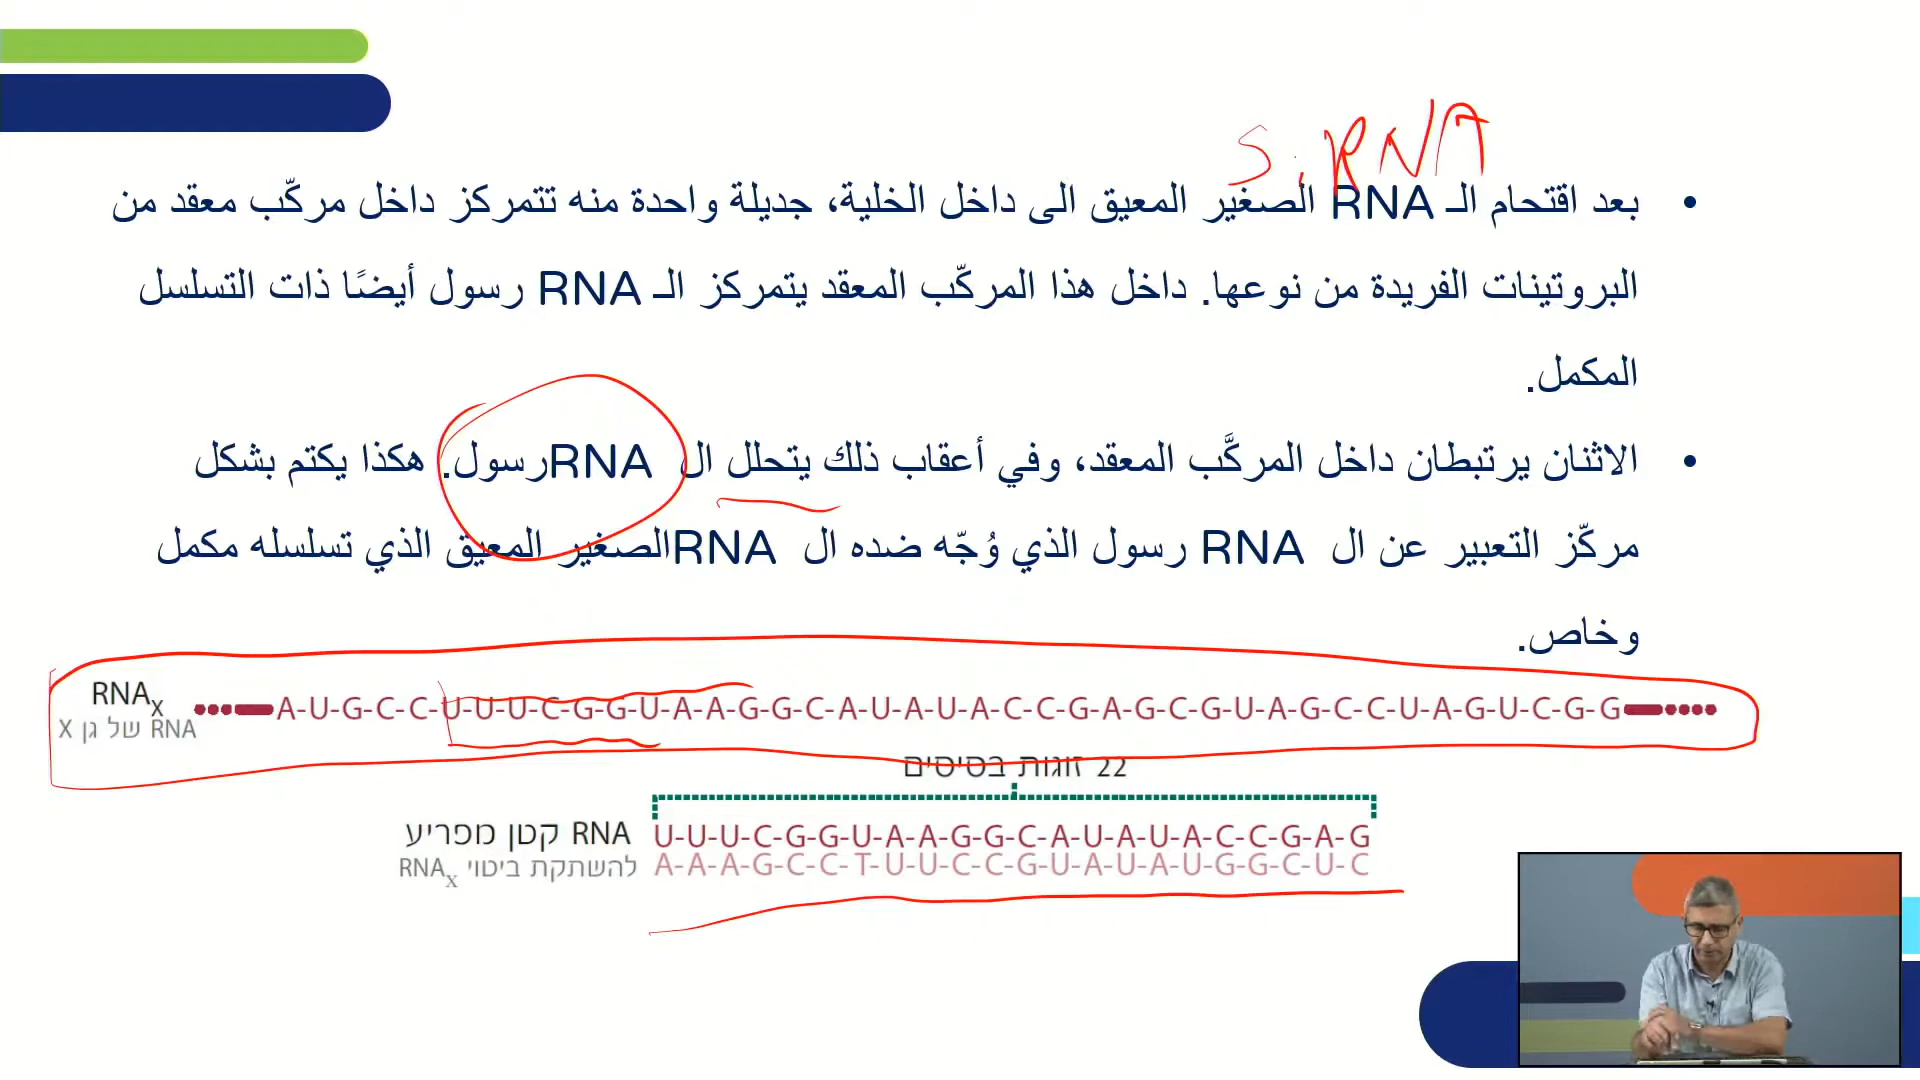 SiRNA
• بعد اقتحام الـ RNA الصغير المعيق الى داخل الخلية، جديلة واحدة منه تتمركز داخل مركّب معقد من
البروتينات الفريدة من نوعها. داخل هذا المركّب المعقد يتمركز الـ RNA رسول أيضًا ذات التسلسل
المكمل.
• الاثنان يرتبطان داخل المركَّب المعقد، وفي أعقاب ذلك يتحلل ال RNAرسول. هكذا يكتم بشكل
مركّز التعبير عن ال RNA رسول الذي وُجّه ضده ال RNAالصغير المعيق الذي تسلسله مكمل
وخاص.
RNAx A-U-G-C-C-U-U-U-C-G-G-U-A-A-G-G-C-A-U-A-U-A-C-C-G-A-G-C-G-U-A-G-C-C-U-A-G-U-C-G-G
RNA של גן X
22 זוגות בסיסים
RNA קטן מפריע U-U-U-C-G-G-U-A-A-G-G-C-A-U-A-U-A-C-C-G-A-G
להשתקת ביטוי RNAx A-A-A-G-C-C-T-U-U-C-C-G-U-A-U-A-U-G-G-C-U-C